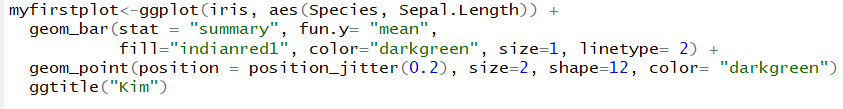 myfirstplot<-ggplot(iris, aes(Species, Sepal.Length)) +
  geom_bar(stat = "summary", fun.y= "mean",
           fill="indianred1", color="darkgreen", size=1, linetype= 2) +
  geom_point(position = position_jitter(0.2), size=2, shape=12, color= "darkgreen")
  ggtitle("Kim")